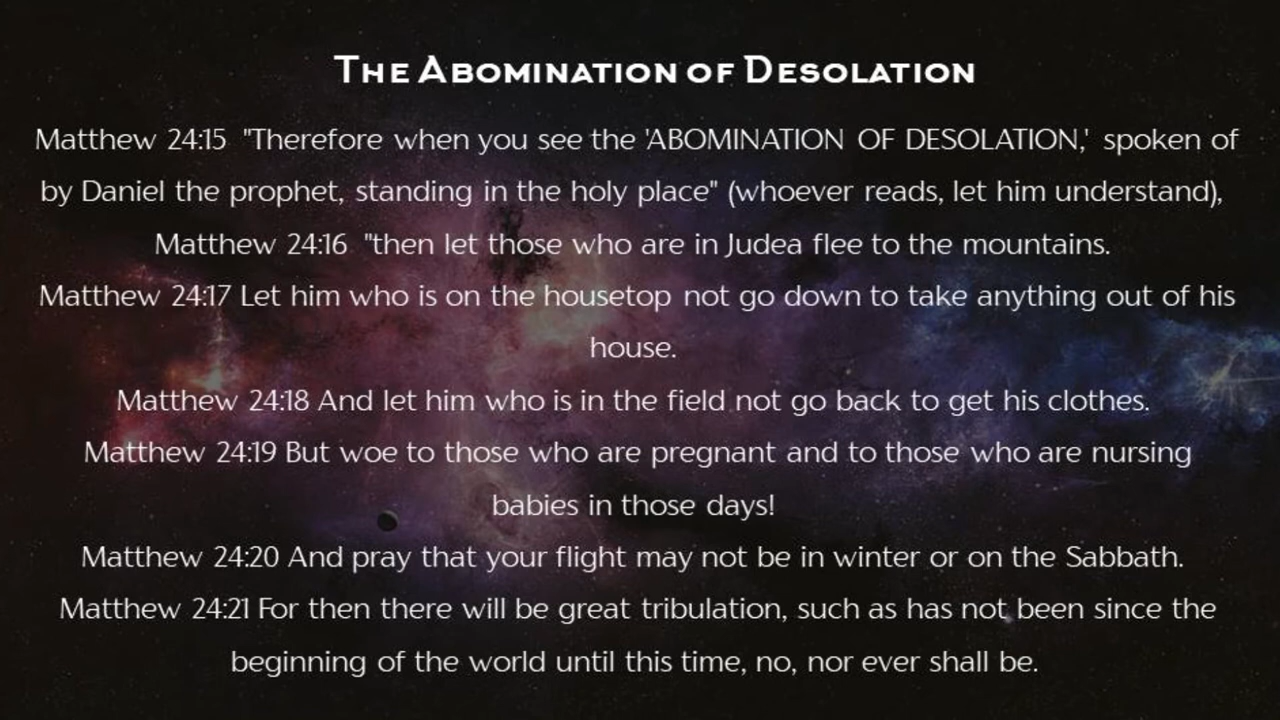 The Abomination of Desolation
Matthew 24:15 "Therefore when you see the 'ABOMINATION OF DESOLATION,' spoken of
by Daniel the prophet, standing in the holy place" (whoever reads, let him understand),
Matthew 24:16 "then let those who are in Judea flee to the mountains.
Matthew 24:17 Let him who is on the housetop not go down to take anything out of his
house.
Matthew 24:18 And let him who is in the field not go back to get his clothes.
Matthew 24:19 But woe to those who are pregnant and to those who are nursing
babies in those days!
Matthew 24:20 And pray that your flight may not be in winter or on the Sabbath.
Matthew 24:21 For then there will be great tribulation, such as has not been since the
beginning of the world until this time, no, nor ever shall be.